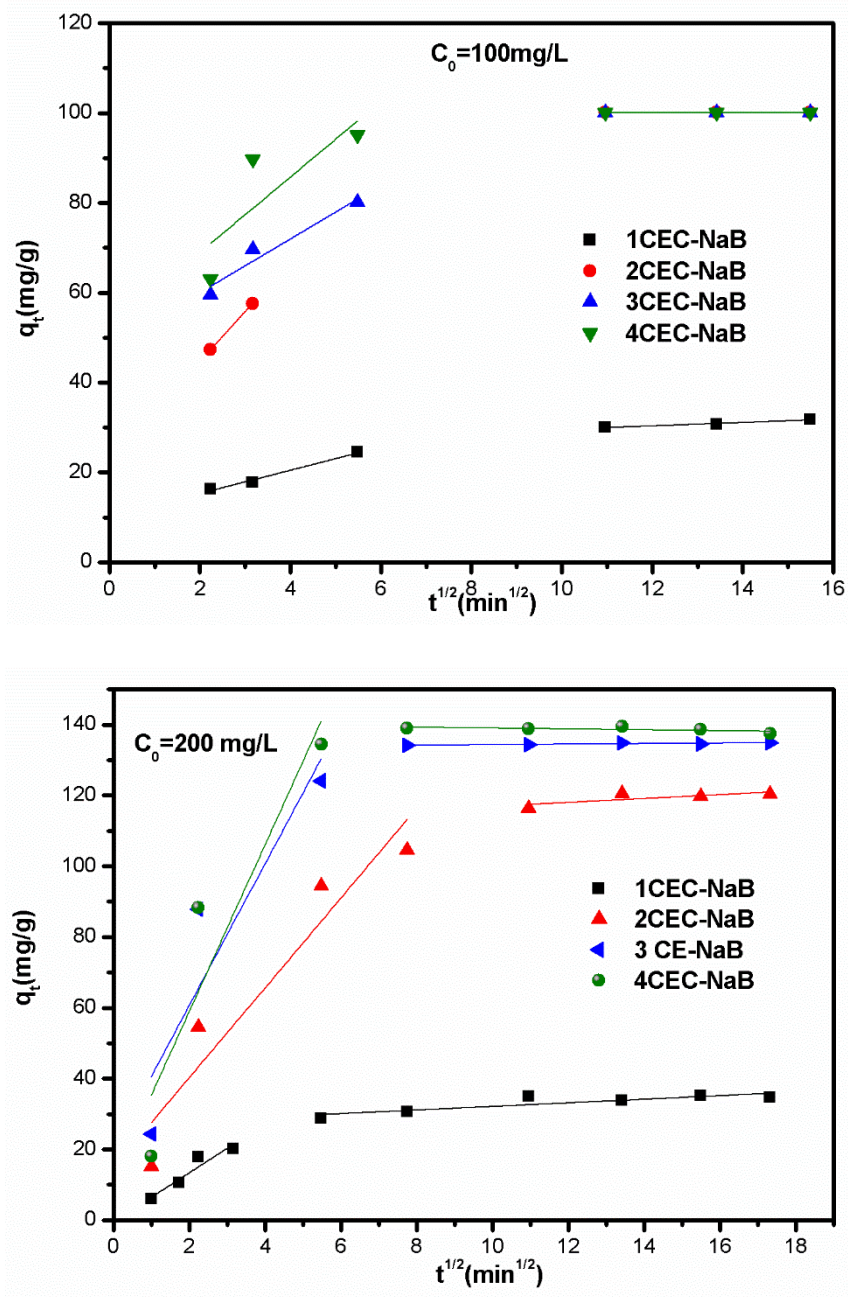 120
C₀=100mg/L
100
80
1CEC-NaB
2CEC-NaB
60
3CEC-NaB
qₜ(mg/g)
4CEC-NaB
40
20
0
0 2 4 6 8 10 12 14 16
t¹/²(min¹/²)
140
C₀=200 mg/L
120
100
1CEC-NaB
80
2CEC-NaB
qₜ(mg/g)
3 CE-NaB
60
4CEC-NaB
40
20
0
0 2 4 6 8 10 12 14 16 18
t¹/²(min¹/²)